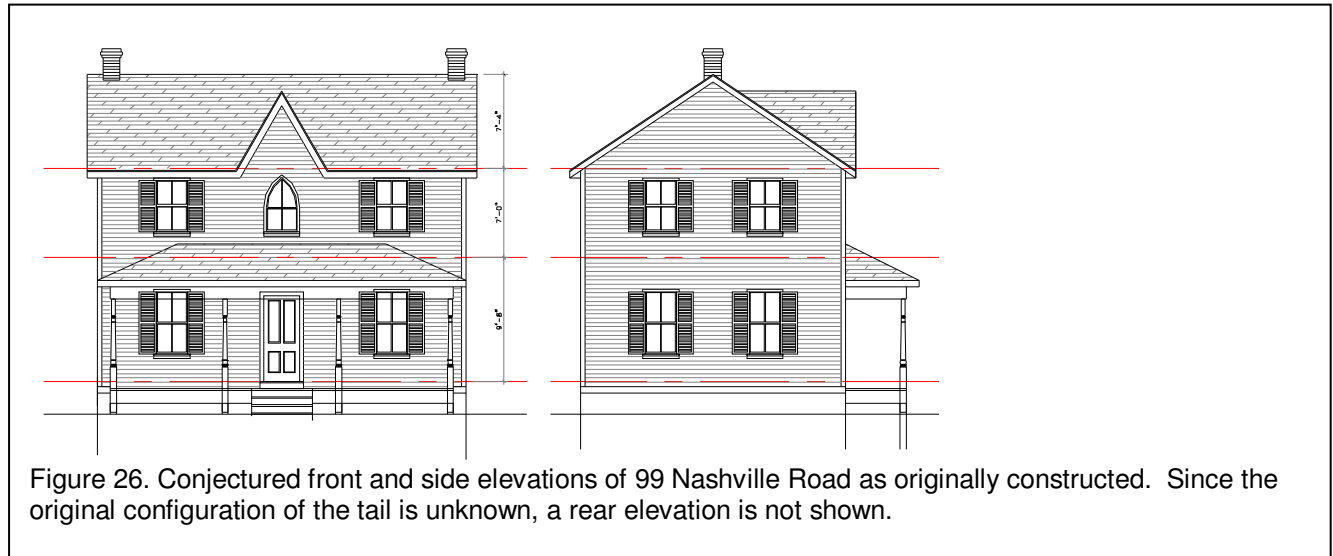 7'-4"
7'-0"
9'-8"
Figure 26. Conjectured front and side elevations of 99 Nashville Road as originally constructed.  Since the
original configuration of the tail is unknown, a rear elevation is not shown.